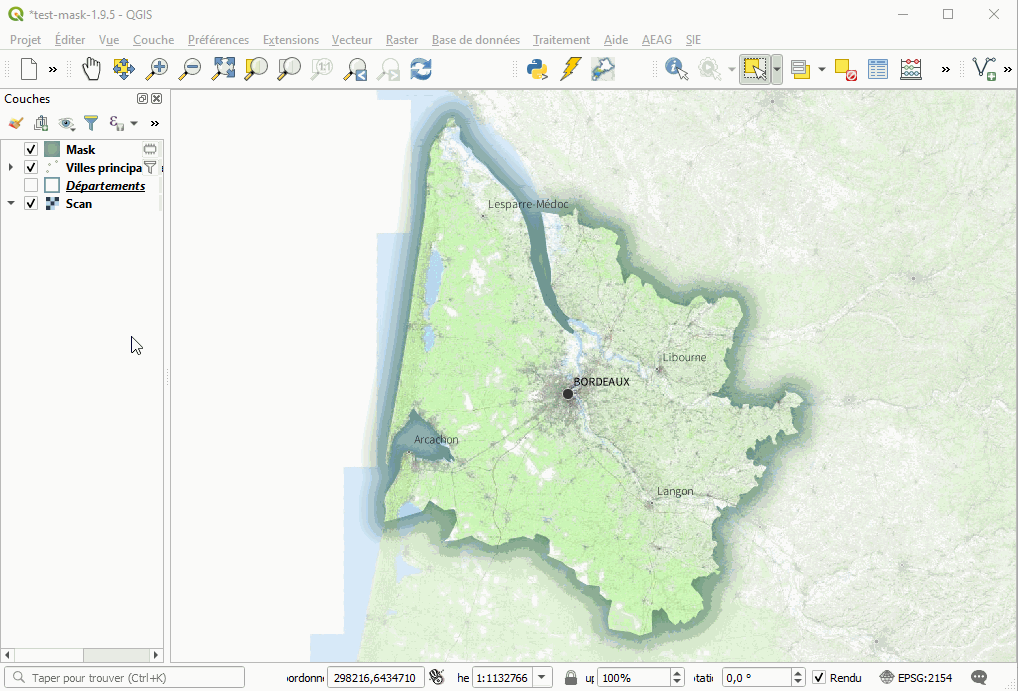 *test-mask-1.9.5 - QGIS
Projet Éditer Vue Couche Préférences Extensions Vecteur Raster Base de données Traitement Aide AEAG SIE
Couches
Mask
Villes principa
Départements
Scan
Lesparre-Médoc
Libourne
BORDEAUX
Arcachon
Langon
Taper pour trouver (Ctrl+K) ordonn 298216,6434710 he 1:1132766 100% tati 0,0 ° Rendu EPSG:2154